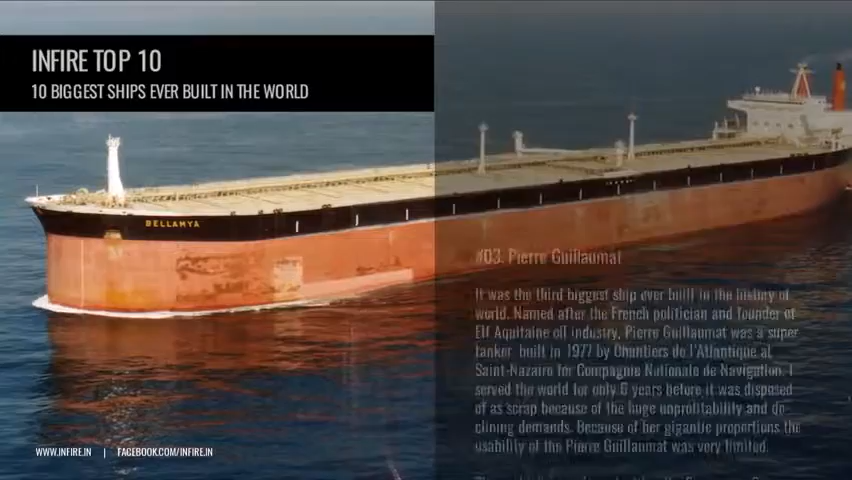 INFIRE TOP 10
10 BIGGEST SHIPS EVER BUILT IN THE WORLD
BELLAMYA
#03. Pierre Guillaumat
It was the third biggest ship ever built in the history of
world. Named after the French politician and founder of
Elf Aquitaine oil industry, Pierre Guillaumat was a super
tanker built in 1977 by Chantiers de l'Atlantique at
Saint-Nazaire for Compagnie Nationale de Navigation. I
served the world for only 6 years before it was disposed
of as scrap because of the huge unprofitability and de-
clining demands. Because of her gigantic proportions the
usability of the Pierre Guillaumat was very limited.
WWW.INFIRE.IN | FACEBOOK.COM/INFIRE.IN